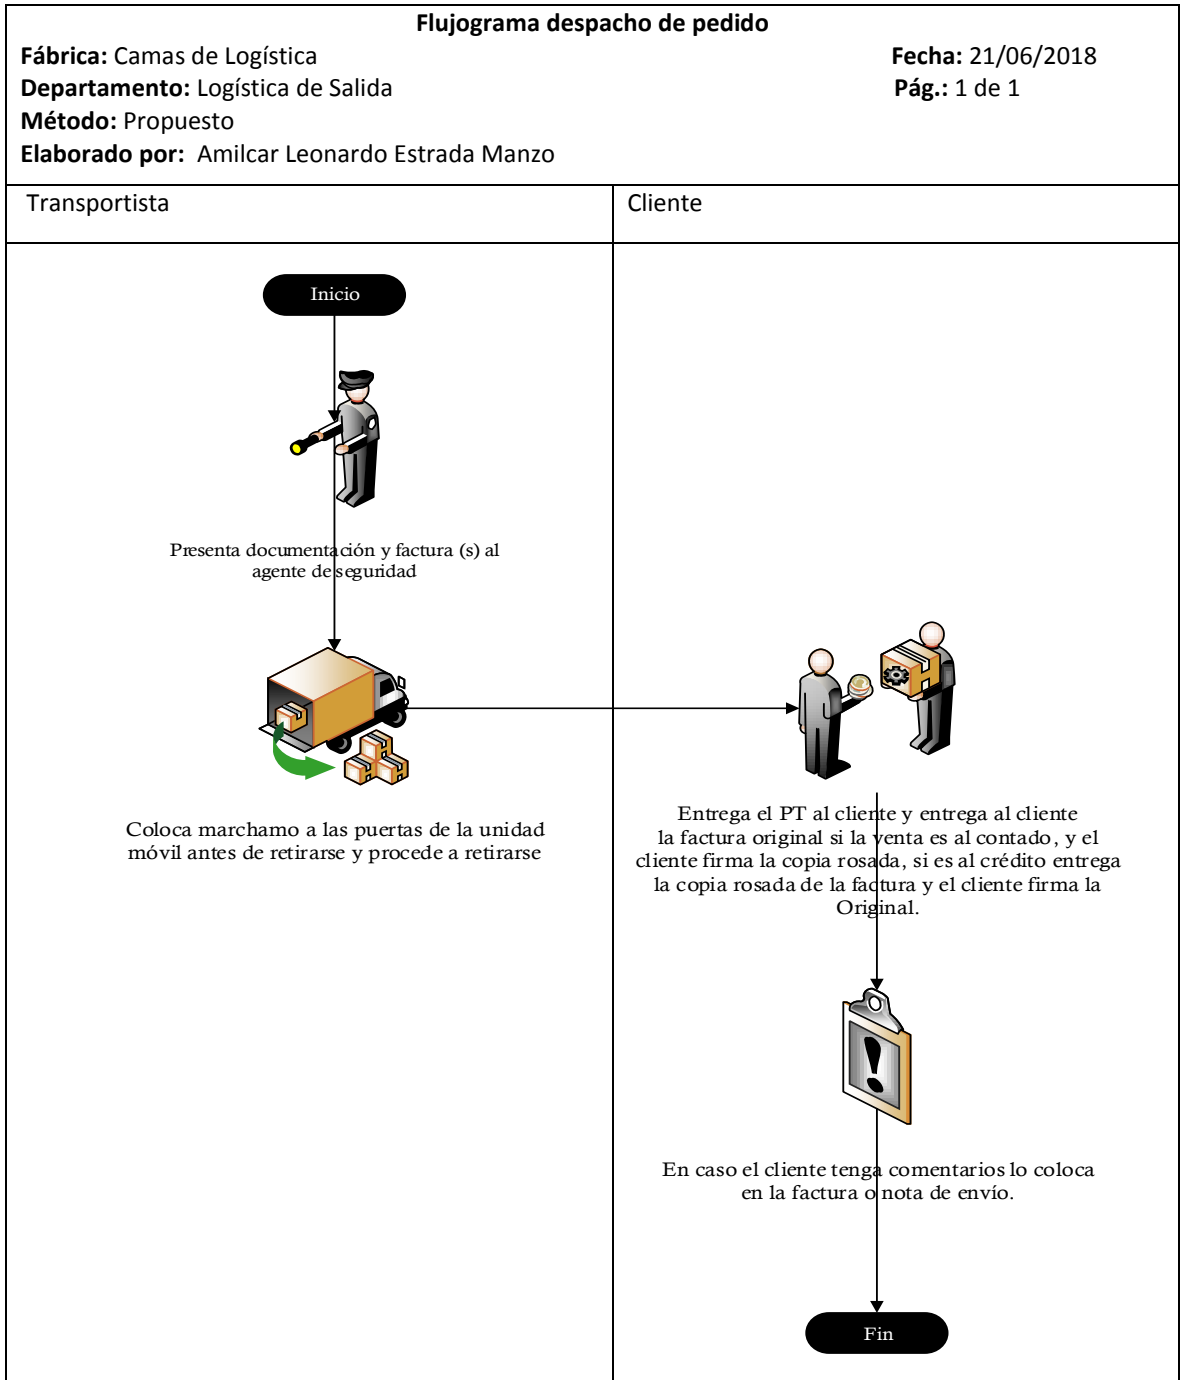 Flujograma despacho de pedido
Fábrica: Camas de Logística
Fecha: 21/06/2018
Departamento: Logística de Salida
Pág.: 1 de 1
Método: Propuesto
Elaborado por: Amilcar Leonardo Estrada Manzo
Transportista
Cliente
Inicio
Presenta documentación y factura (s) al
agente de seguridad
Coloca marchamo a las puertas de la unidad
móvil antes de retirarse y procede a retirarse
Entrega el PT al cliente y entrega al cliente
la factura original si la venta es al contado, y el
cliente firma la copia rosada, si es al crédito entrega
la copia rosada de la factura y el cliente firma la
Original.
En caso el cliente tenga comentarios lo coloca
en la factura o nota de envío.
Fin